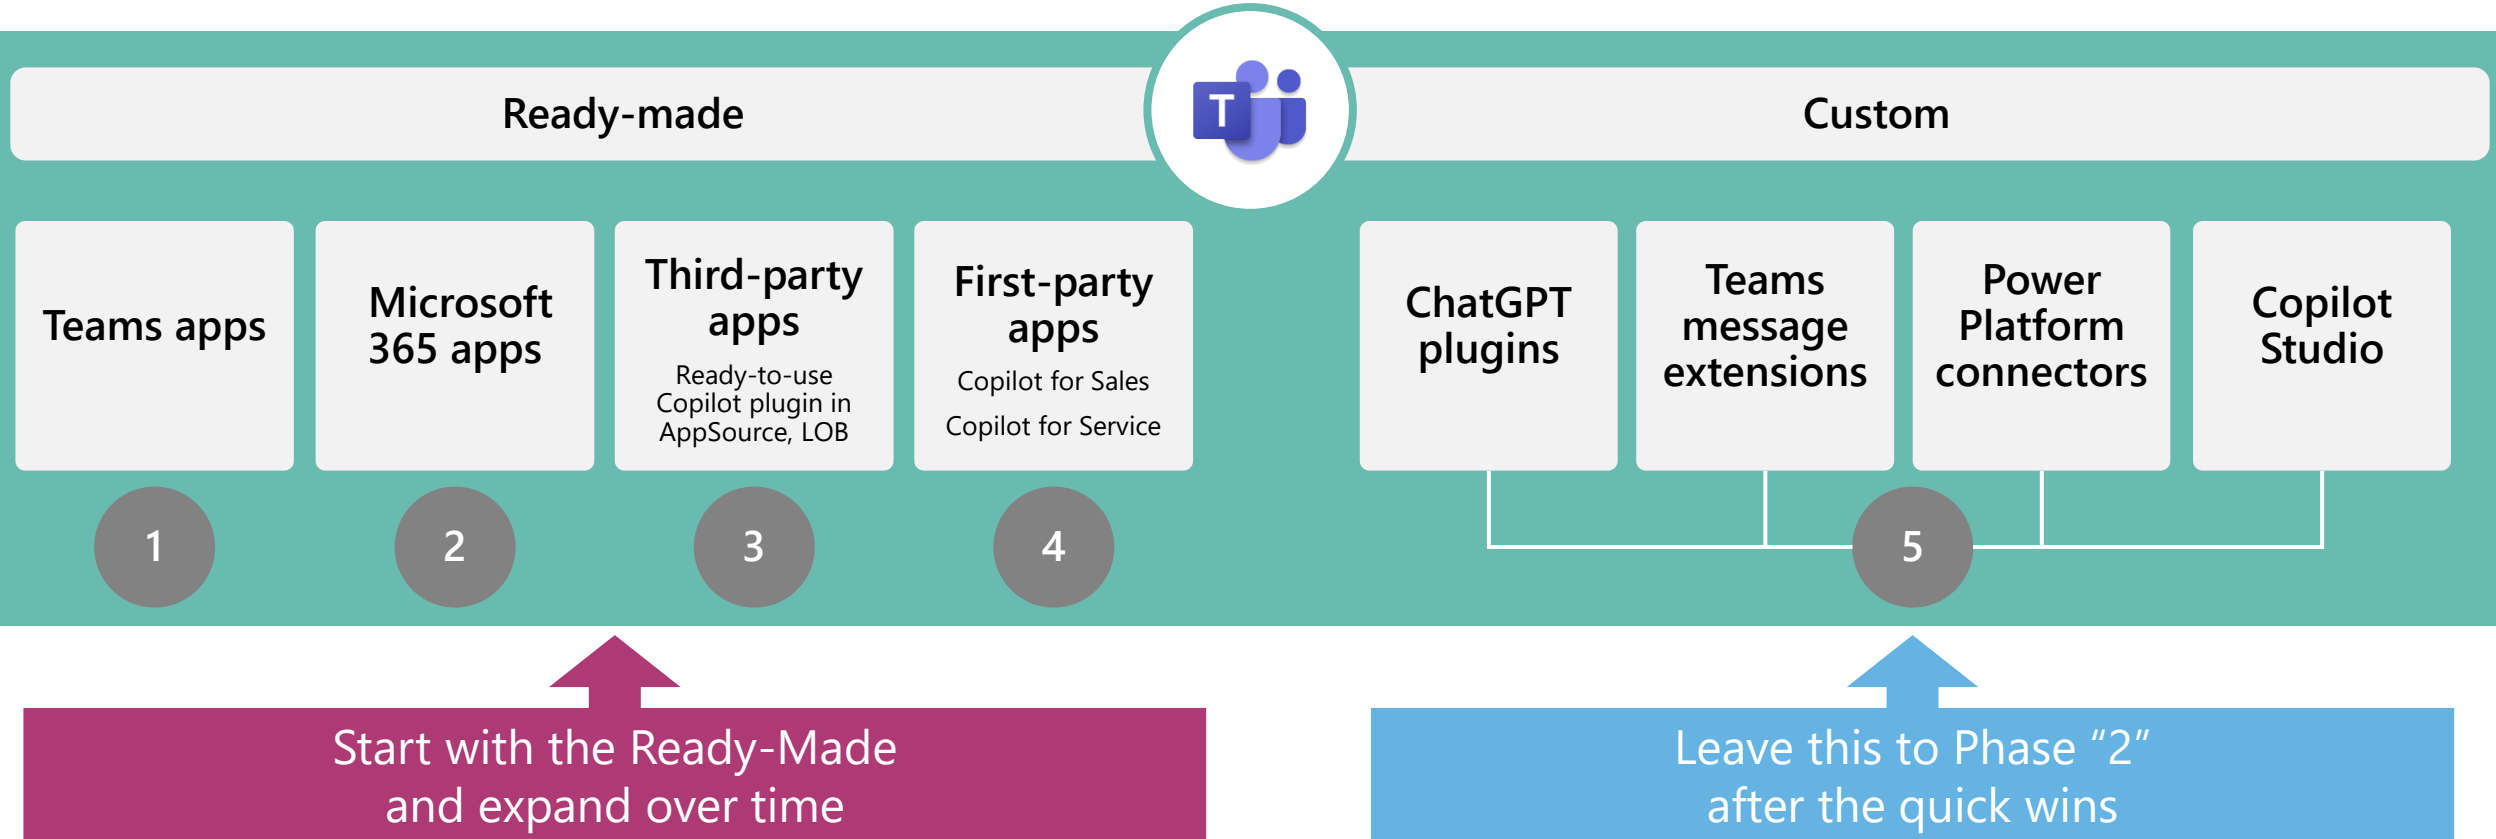 Ready-made
T
Custom
Teams apps
Microsoft
365 apps
Third-party
apps
Ready-to-use
Copilot plugin in
AppSource, LOB
First-party
apps
Copilot for Sales
Copilot for Service
ChatGPT
plugins
Teams
message
extensions
Power
Platform
connectors
Copilot
Studio
1
2
3
4
5
Start with the Ready-Made
and expand over time
Leave this to Phase “2”
after the quick wins